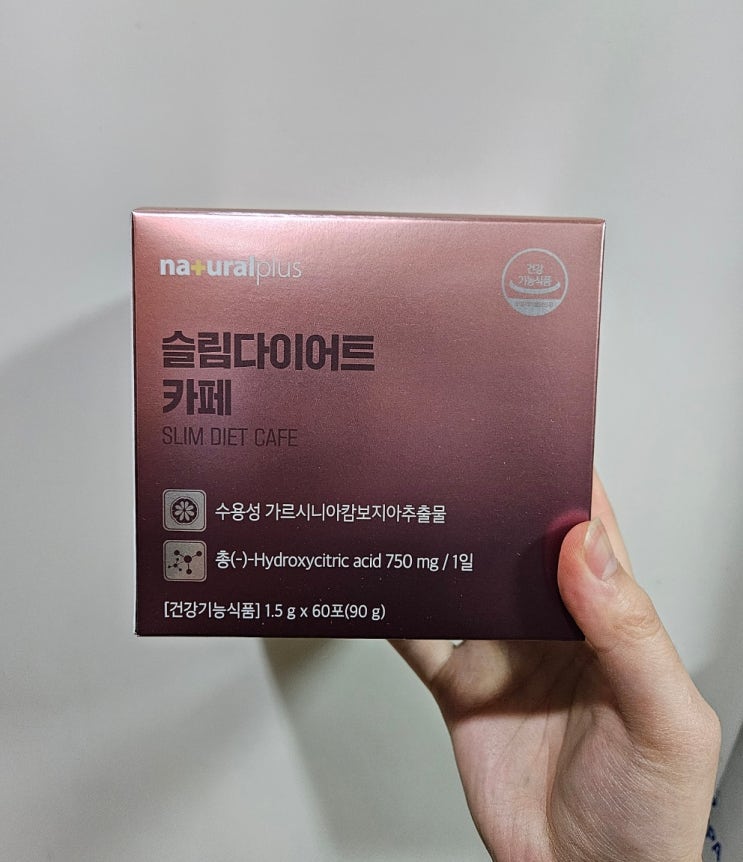 na+uralplus
건강
기능식품
슬림다이어트
카페
SLIM DIET CAFE
수용성 가르시니아캄보지아추출물
총(-)-Hydroxycitric acid 750 mg / 1일
[건강기능식품] 1.5 g x 60포(90 g)